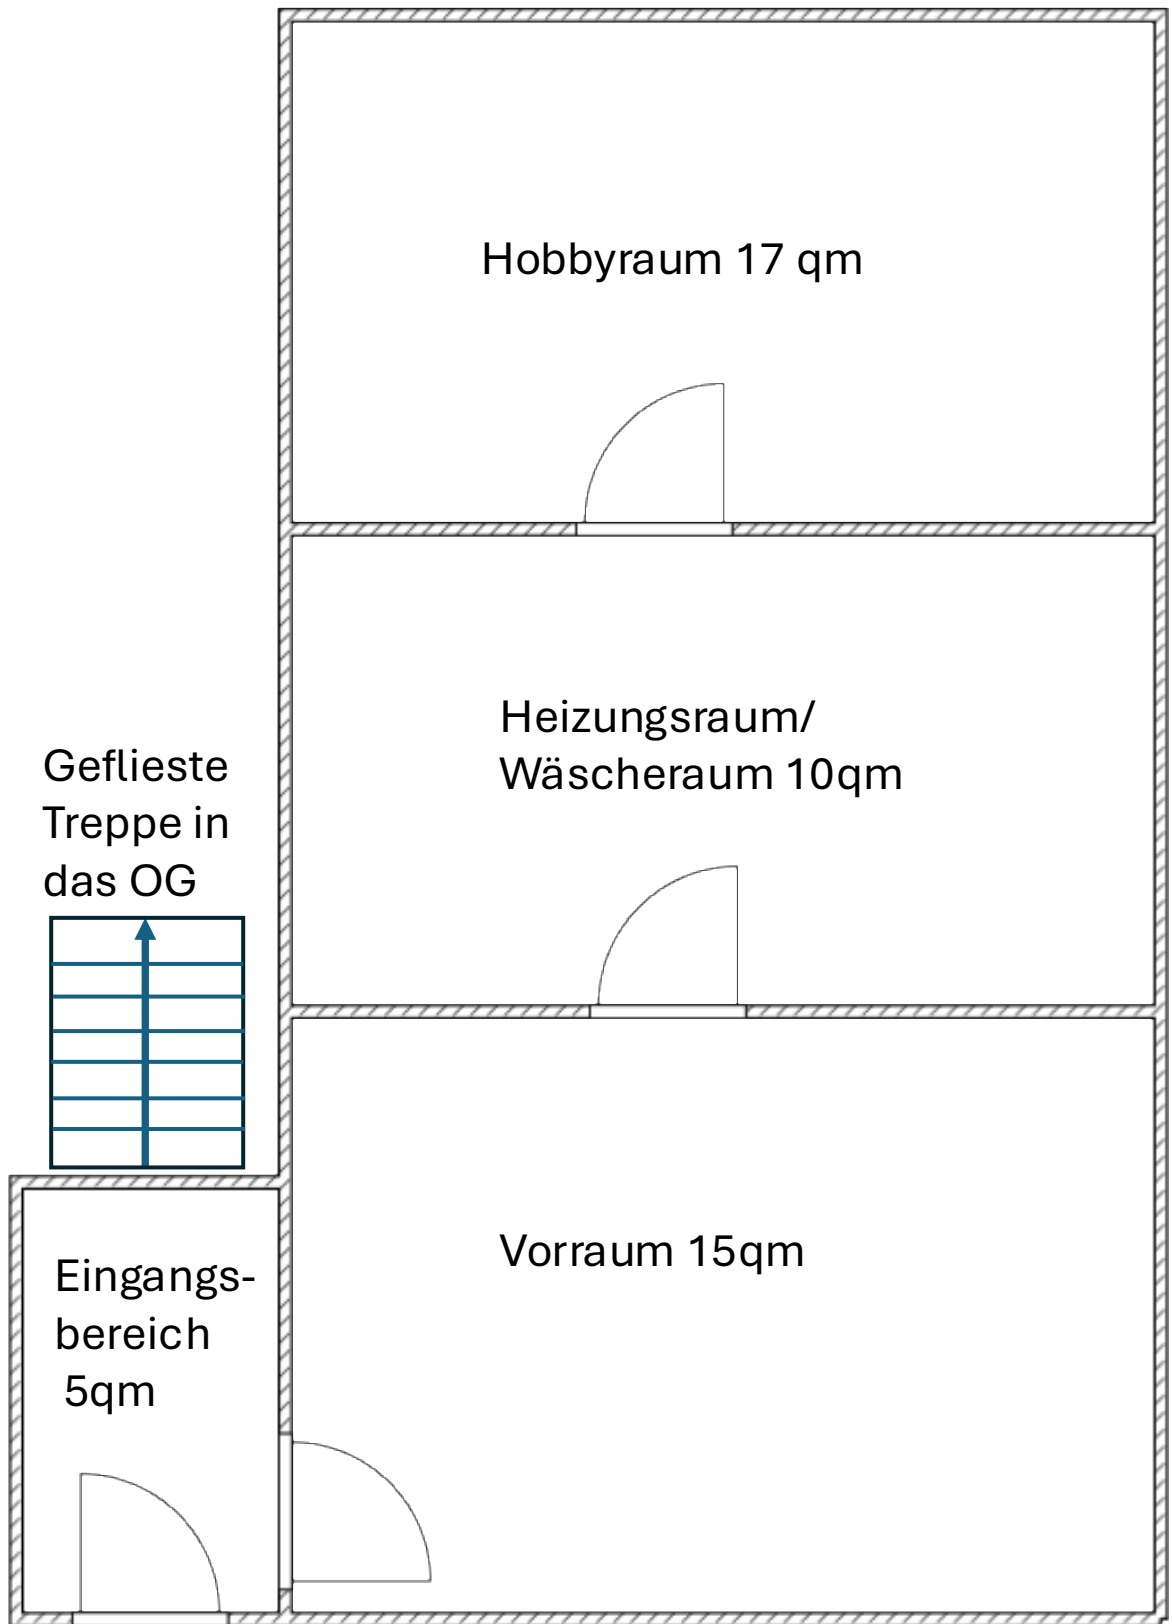 Hobbyraum 17 qm
Heizungsraum/
Wäscheraum 10qm
Geflieste
Treppe in
das OG
Vorraum 15qm
Eingangs-
bereich
5qm